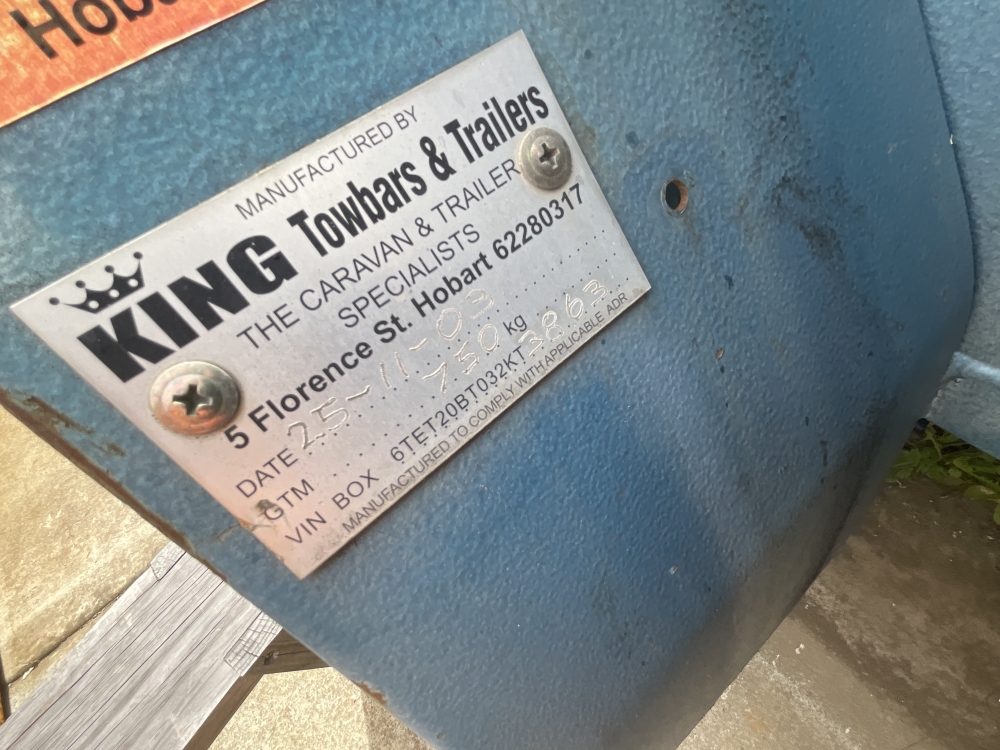 Hob
MANUFACTURED BY
KING Towbars & Trailers
THE CARAVAN & TRAILER
SPECIALISTS
5 Florence St. Hobart 62280317
DATE 25-11-03
GTM 750 kg
VIN BOX 6TET20BT032KT3863
MANUFACTURED TO COMPLY WITH APPLICABLE ADR